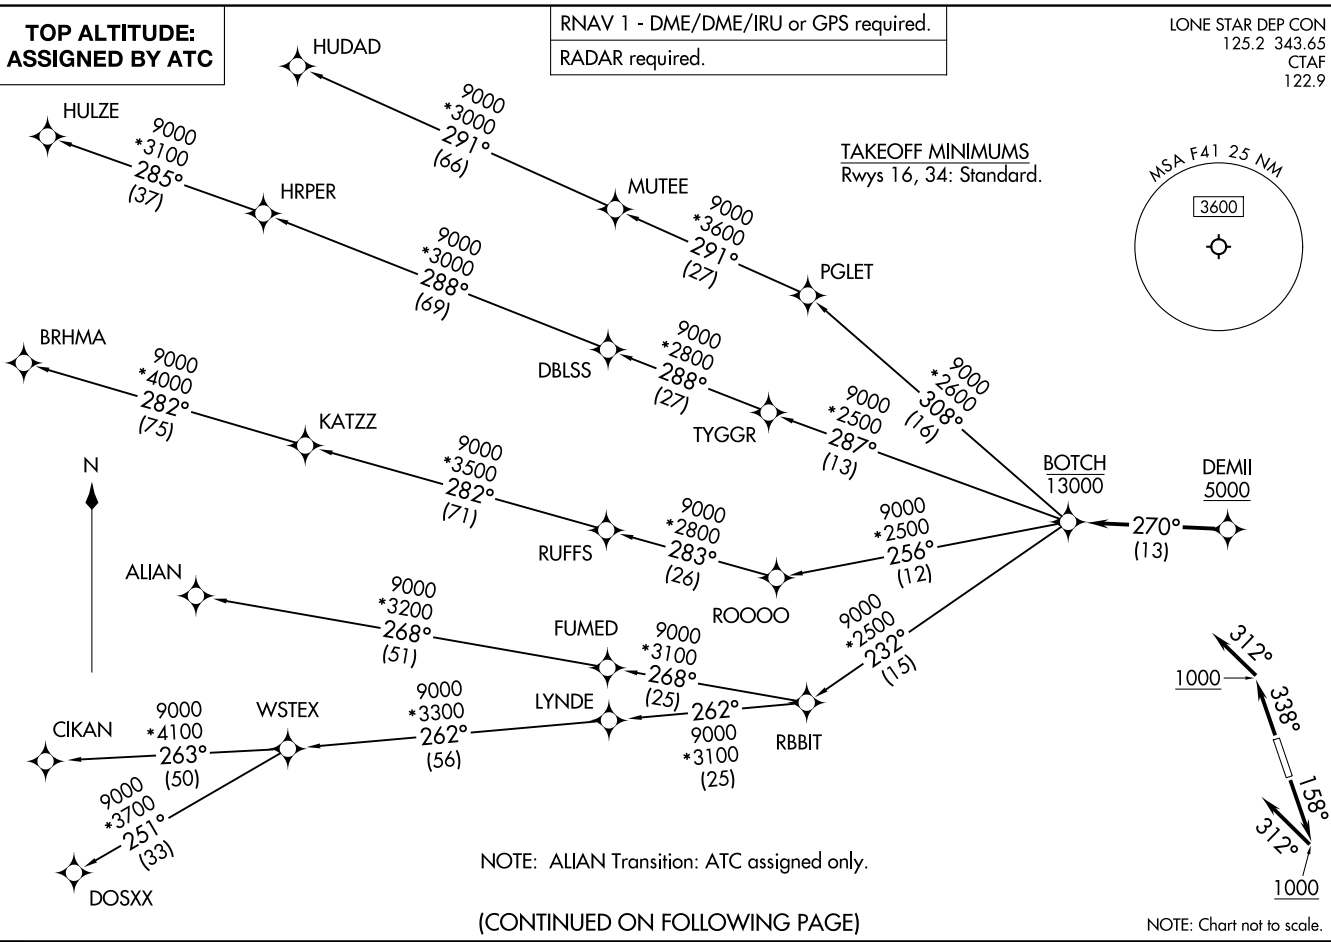 TOP ALTITUDE:
ASSIGNED BY ATC
RNAV 1 - DME/DME/IRU or GPS required.
RADAR required.
LONE STAR DEP CON
125.2 343.65
CTAF
122.9
HUDAD
9000
*3000
291°
(66)
HULZE
9000
*3100
285°
(37)
HRPER
TAKEOFF MINIMUMS
Rwys 16, 34: Standard.
MSA F41 25 NM
3600
MUTEE
9000
*3600
291°
(27)
PGLET
9000
*3000
288°
(69)
DBLSS
9000
*2800
288°
(27)
TYGGR
9000
*2500
287°
(13)
9000
*2600
308°
(16)
BRHMA
9000
*4000
282°
(75)
KATZZ
9000
*3500
282°
(71)
RUFFS
9000
*2800
283°
(26)
ROOOO
9000
*2500
256°
(12)
BOTCH
13000
DEMII
5000
270°
(13)
N
ALIAN
9000
*3200
268°
(51)
FUMED
9000
*3100
268°
(25)
9000
*2500
232°
(15)
RBBIT
LYNDE
262°
9000
*3100
(25)
WSTEX
9000
*3300
262°
(56)
CIKAN
9000
*4100
263°
(50)
9000
*3700
251°
(33)
DOSXX
312°
1000
338°
158°
312°
1000
NOTE: ALIAN Transition: ATC assigned only.
(CONTINUED ON FOLLOWING PAGE)
NOTE: Chart not to scale.